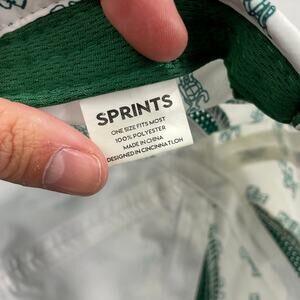 SPRINTS
ONE SIZE FITS MOST
100% POLYESTER
MADE IN CHINA
DESIGNED IN CINCINNATI, OH